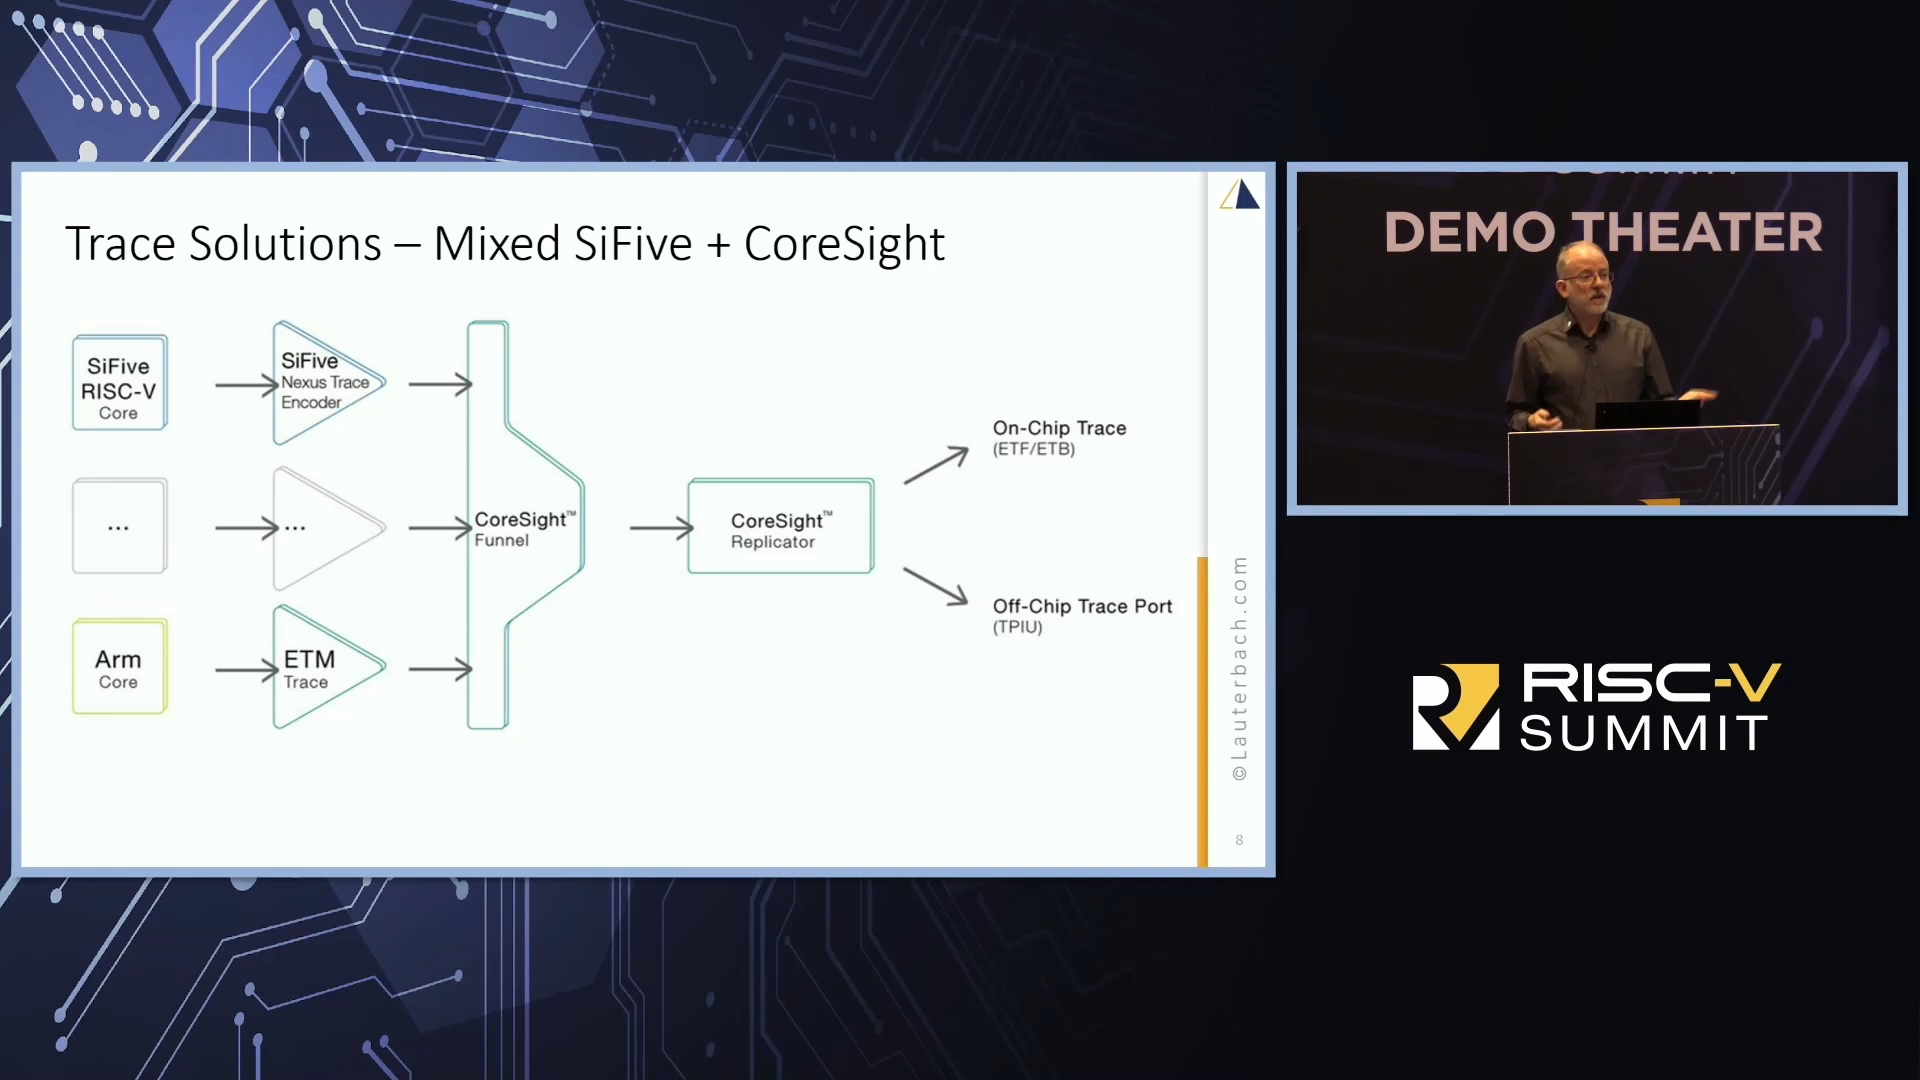 Trace Solutions – Mixed SiFive + CoreSight
SiFive
RISC-V
Core
SiFive
Nexus Trace
Encoder
...
...
Arm
Core
ETM
Trace
CoreSight™
Funnel
CoreSight™
Replicator
On-Chip Trace
(ETF/ETB)
Off-Chip Trace Port
(TPIU)
©Lauterbach.com
8
DEMO THEATER
RISC-V
SUMMIT